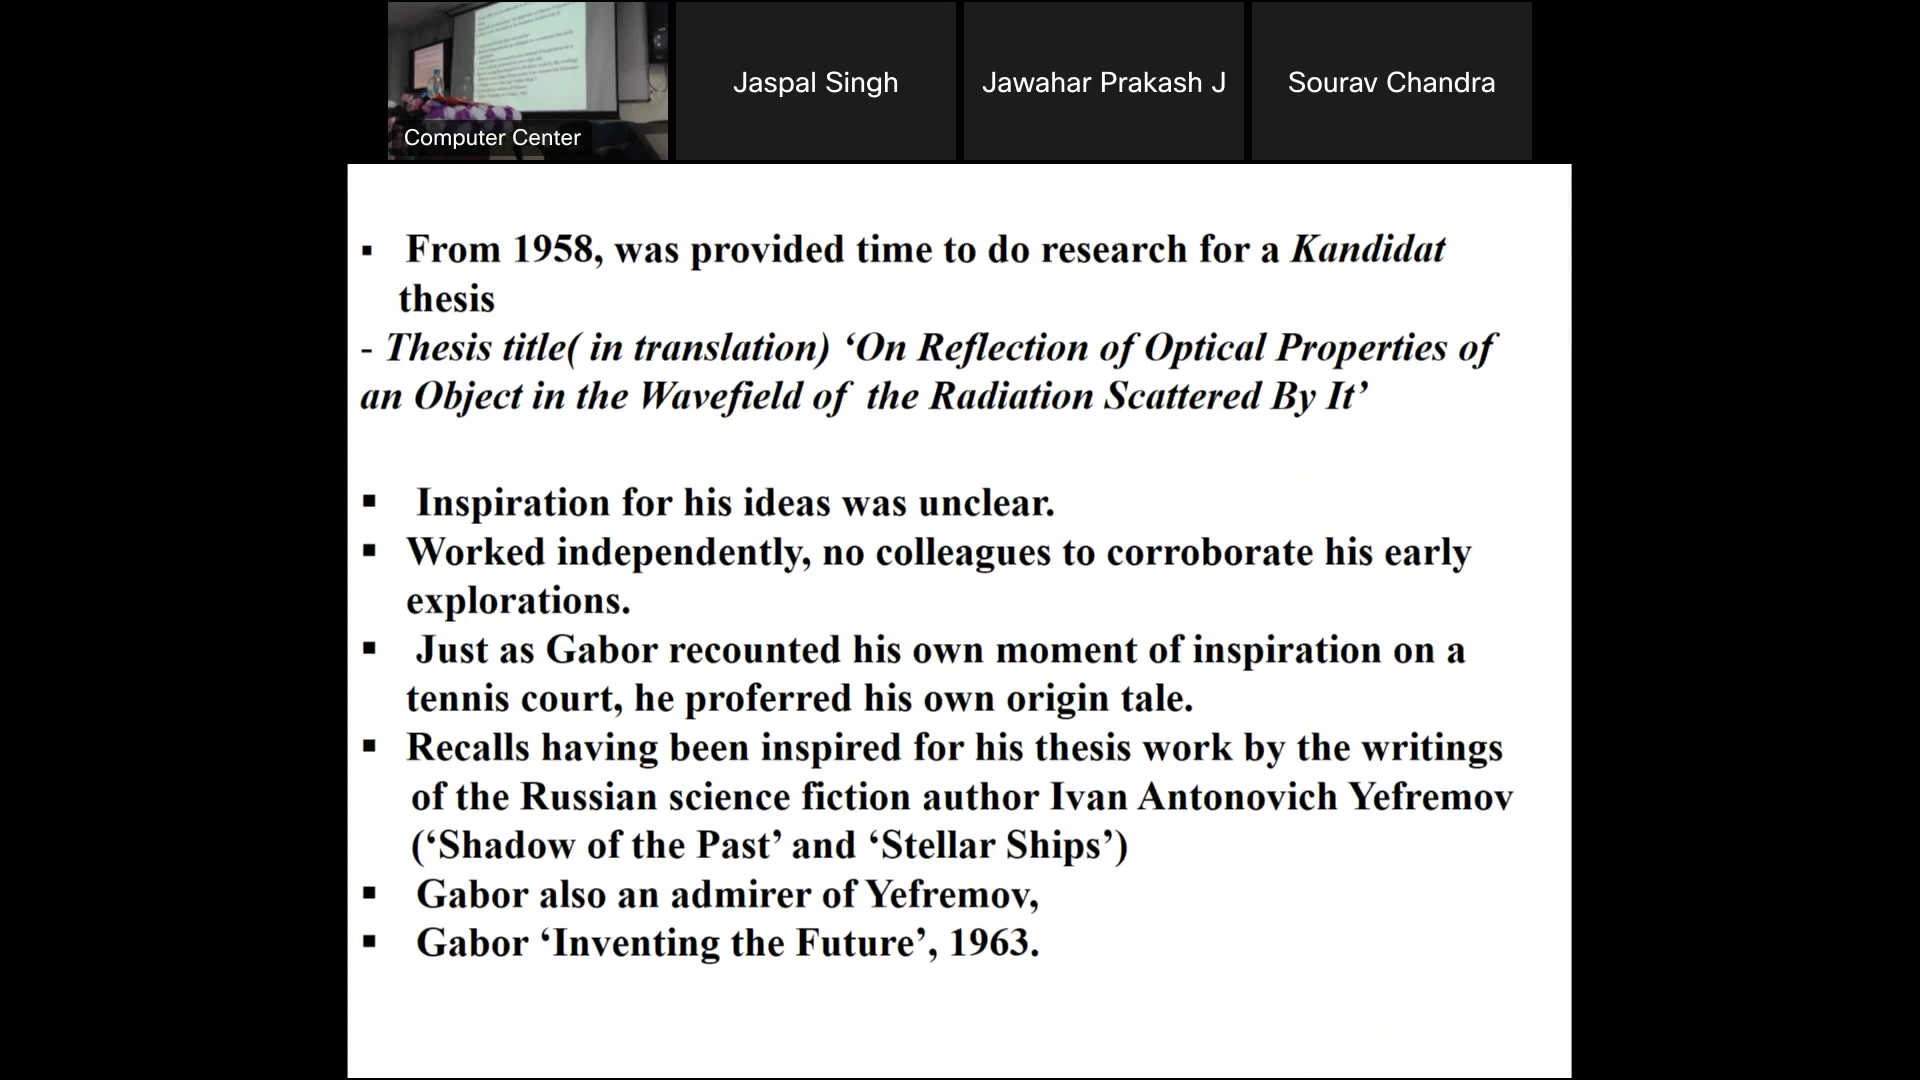 Computer Center
Jaspal Singh
Jawahar Prakash J
Sourav Chandra
▪ From 1958, was provided time to do research for a Kandidat
thesis
- Thesis title( in translation) ‘On Reflection of Optical Properties of
an Object in the Wavefield of the Radiation Scattered By It’
▪ Inspiration for his ideas was unclear.
▪ Worked independently, no colleagues to corroborate his early
explorations.
▪ Just as Gabor recounted his own moment of inspiration on a
tennis court, he proferred his own origin tale.
▪ Recalls having been inspired for his thesis work by the writings
of the Russian science fiction author Ivan Antonovich Yefremov
(‘Shadow of the Past’ and ‘Stellar Ships’)
▪ Gabor also an admirer of Yefremov,
▪ Gabor ‘Inventing the Future’, 1963.